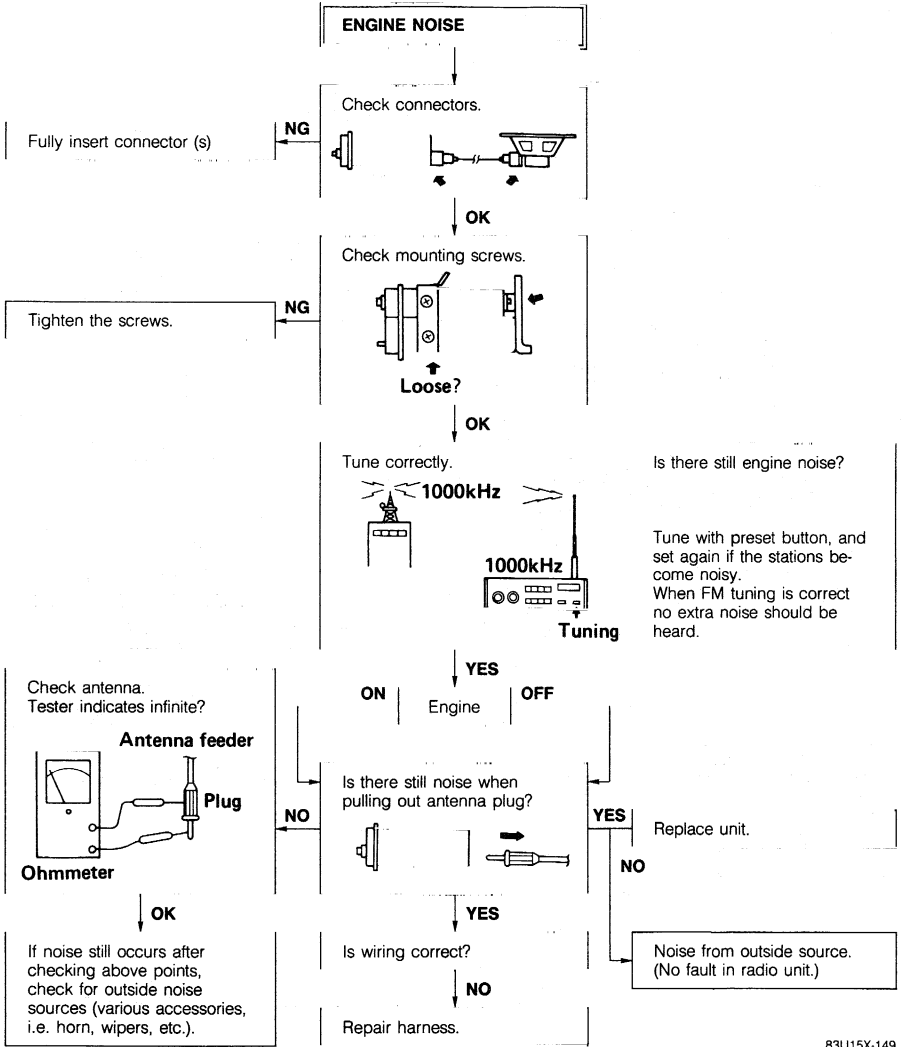 ENGINE NOISE
Check connectors.
NG
Fully insert connector (s)
OK
Check mounting screws.
NG
Tighten the screws.
Loose?
OK
Tune correctly.
1000kHz
1000kHz
Tuning
Is there still engine noise?
Tune with preset button, and
set again if the stations be-
come noisy.
When FM tuning is correct
no extra noise should be
heard.
YES
ON
Engine
OFF
Check antenna.
Tester indicates infinite?
Antenna feeder
Plug
Ohmmeter
NO
Is there still noise when
pulling out antenna plug?
YES
Replace unit.
NO
OK
YES
If noise still occurs after
checking above points,
check for outside noise
sources (various accessories,
i.e. horn, wipers, etc.).
Is wiring correct?
Noise from outside source.
(No fault in radio unit.)
NO
Repair harness.
83U15X-149